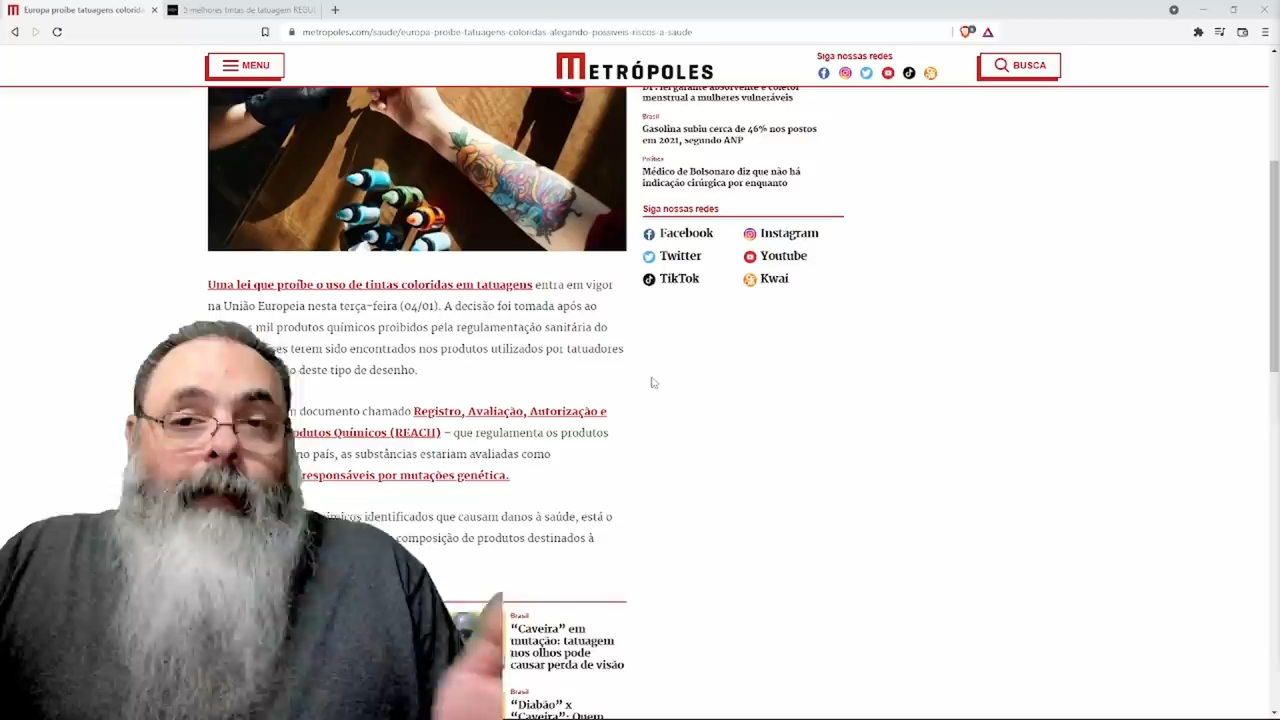 Europa proíbe tatuagens colorida
5 melhores tintas de tatuagem REGU
metropoles.com/saude/europa-proibe-tatuagens-coloridas-alegando-possiveis-riscos-a-saude
MENU
METRÓPOLES
Siga nossas redes
BUSCA
DF: lei garante absorvente e coletor
menstrual a mulheres vulneráveis
Brasil
Gasolina subiu cerca de 46% nos postos
em 2021, segundo ANP
Política
Médico de Bolsonaro diz que não há
indicação cirúrgica por enquanto
Siga nossas redes
Facebook
Instagram
Twitter
Youtube
TikTok
Kwai
Uma lei que proíbe o uso de tintas coloridas em tatuagens entra em vigor
na União Europeia nesta terça-feira (04/01). A decisão foi tomada após ao
mil produtos químicos proibidos pela regulamentação sanitária do
terem sido encontrados nos produtos utilizados por tatuadores
deste tipo de desenho.
documento chamado Registro, Avaliação, Autorização e
Químicos (REACH) – que regulamenta os produtos
no país, as substâncias estariam avaliadas como
responsáveis por mutações genética.
identificados que causam danos à saúde, está o
composição de produtos destinados à
Brasil
“Caveira” em
mutação: tatuagem
nos olhos pode
causar perda de visão
Brasil
“Diabão” x
“Caveira”: Quem